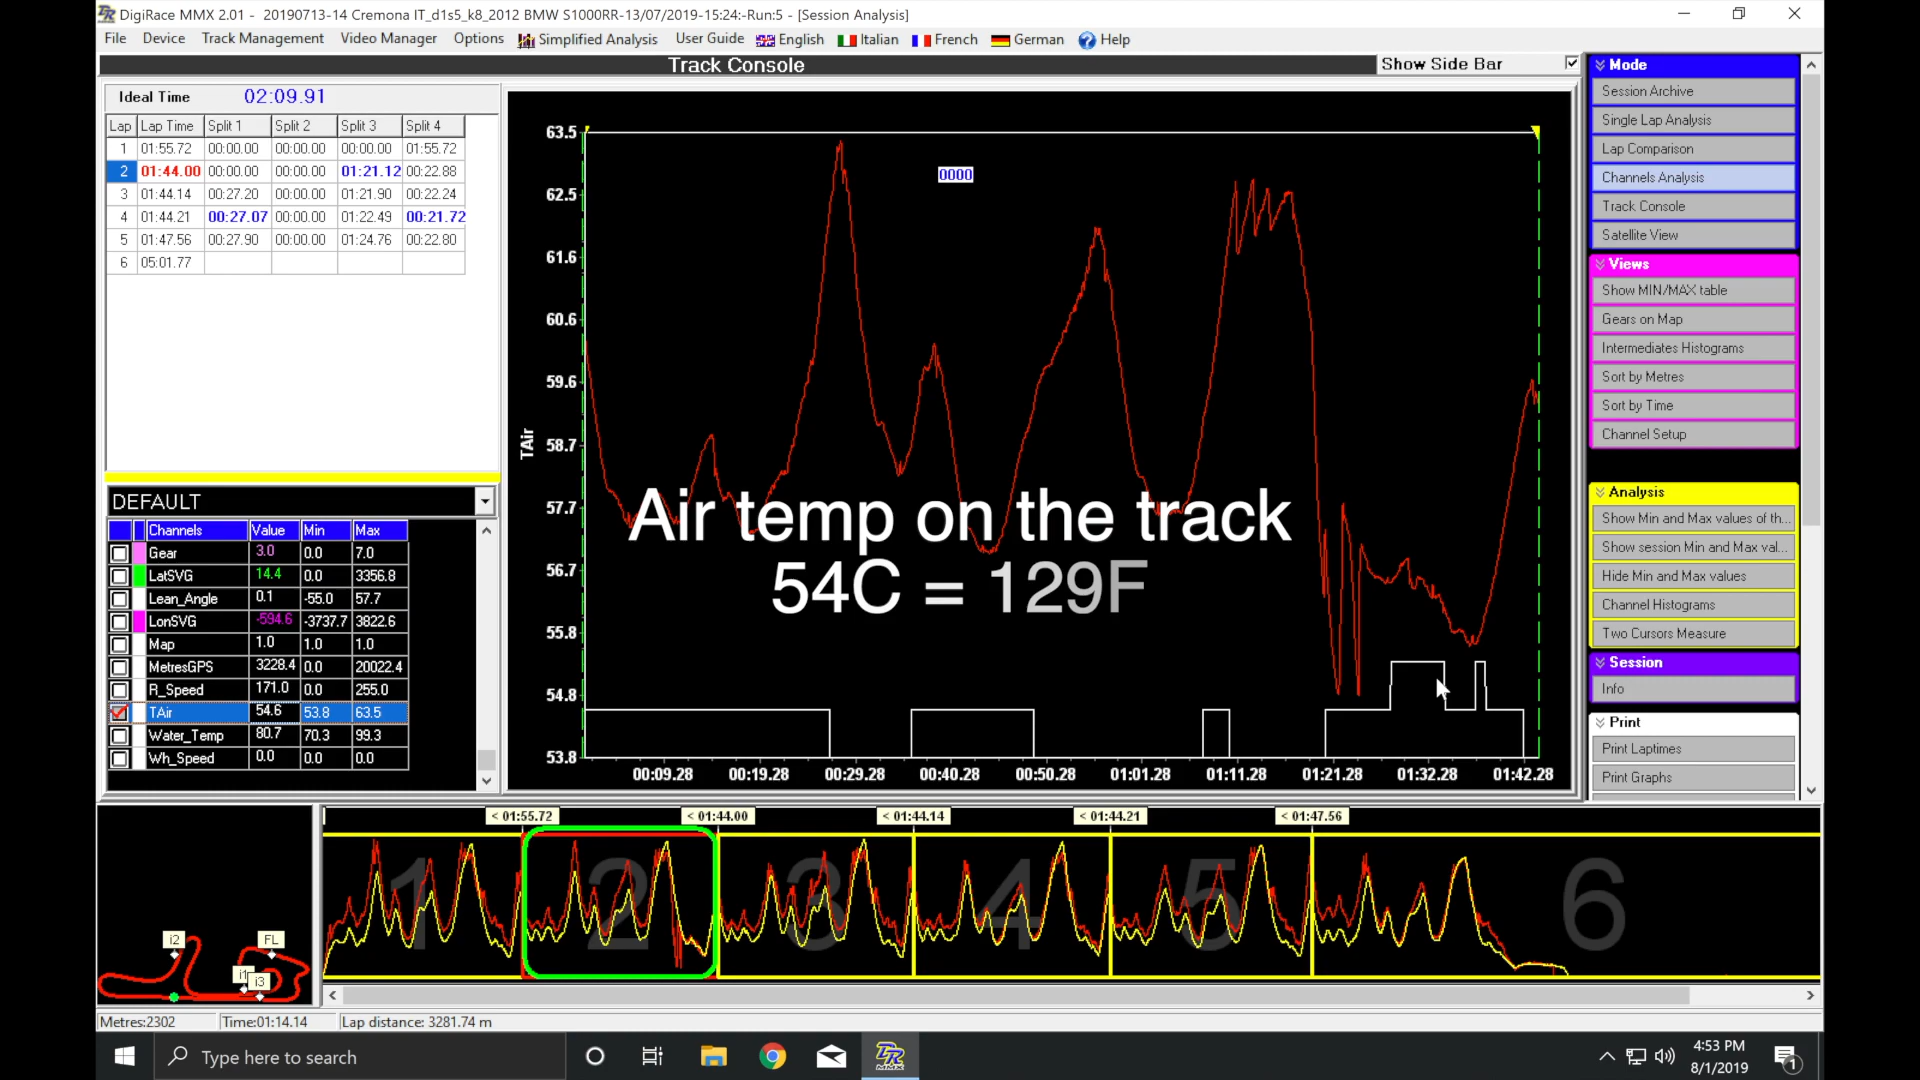 DigiRace MMX 2.01 - 20190713-14 Cremona IT_d1s5_k8_2012 BMW S1000RR-13/07/2019-15:24:-Run:5 - [Session Analysis]
File Device Track Management Video Manager Options Simplified Analysis User Guide English Italian French German Help
Track Console
Show Side Bar
Ideal Time 02:09.91
Lap Lap Time Split 1 Split 2 Split 3 Split 4
1 01:55.72 00:00.00 00:00.00 00:00.00 01:55.72
2 01:44.00 00:00.00 00:00.00 01:21.12 00:22.88
3 01:44.14 00:27.20 00:00.00 01:21.90 00:22.24
4 01:44.21 00:27.07 00:00.00 01:22.49 00:21.72
5 01:47.56 00:27.90 00:00.00 01:24.76 00:22.80
6 05:01.77
DEFAULT
Channels Value Min Max
Gear 3.0 0.0 7.0
LatSVG 14.4 0.0 3356.8
Lean_Angle 0.1 -55.0 57.7
LonSVG -594.6 -3737.7 3822.6
Map 1.0 1.0 1.0
MetresGPS 3228.4 0.0 20022.4
R_Speed 171.0 0.0 255.0
TAir 54.6 53.8 63.5
Water_Temp 80.7 70.3 99.3
Wh_Speed 0.0 0.0 0.0
0000
TAir
63.5
62.5
61.6
60.6
59.6
58.7
57.7
56.7
55.8
54.8
53.8
00:09.28 00:19.28 00:29.28 00:40.28 00:50.28 01:01.28 01:11.28 01:21.28 01:32.28 01:42.28
Air temp on the track
54C = 129F
Mode
Session Archive
Single Lap Analysis
Lap Comparison
Channels Analysis
Track Console
Satellite View
Views
Show MIN/MAX table
Gears on Map
Intermediates Histograms
Sort by Metres
Sort by Time
Channel Setup
Analysis
Show Min and Max values of th...
Show session Min and Max val...
Hide Min and Max values
Channel Histograms
Two Cursors Measure
Session
Info
Print
Print Laptimes
Print Graphs
< 01:55.72 < 01:44.00 < 01:44.14 < 01:44.21 < 01:47.56
1 2 3 4 5 6
i2 FL
i1 i3
Metres:2302 Time:01:14.14 Lap distance: 3281.74 m
Type here to search
DR MMX
4:53 PM
8/1/2019
1